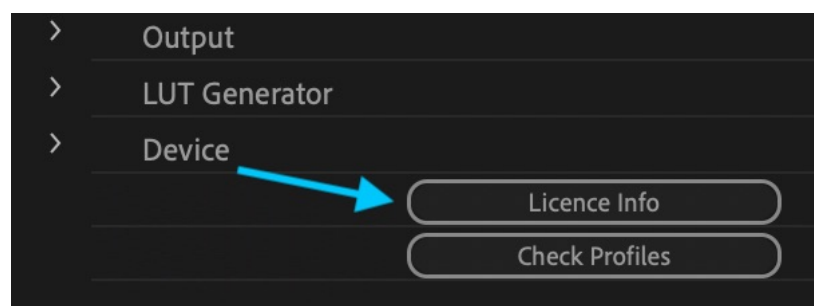 Output
LUT Generator
Device
Licence Info
Check Profiles